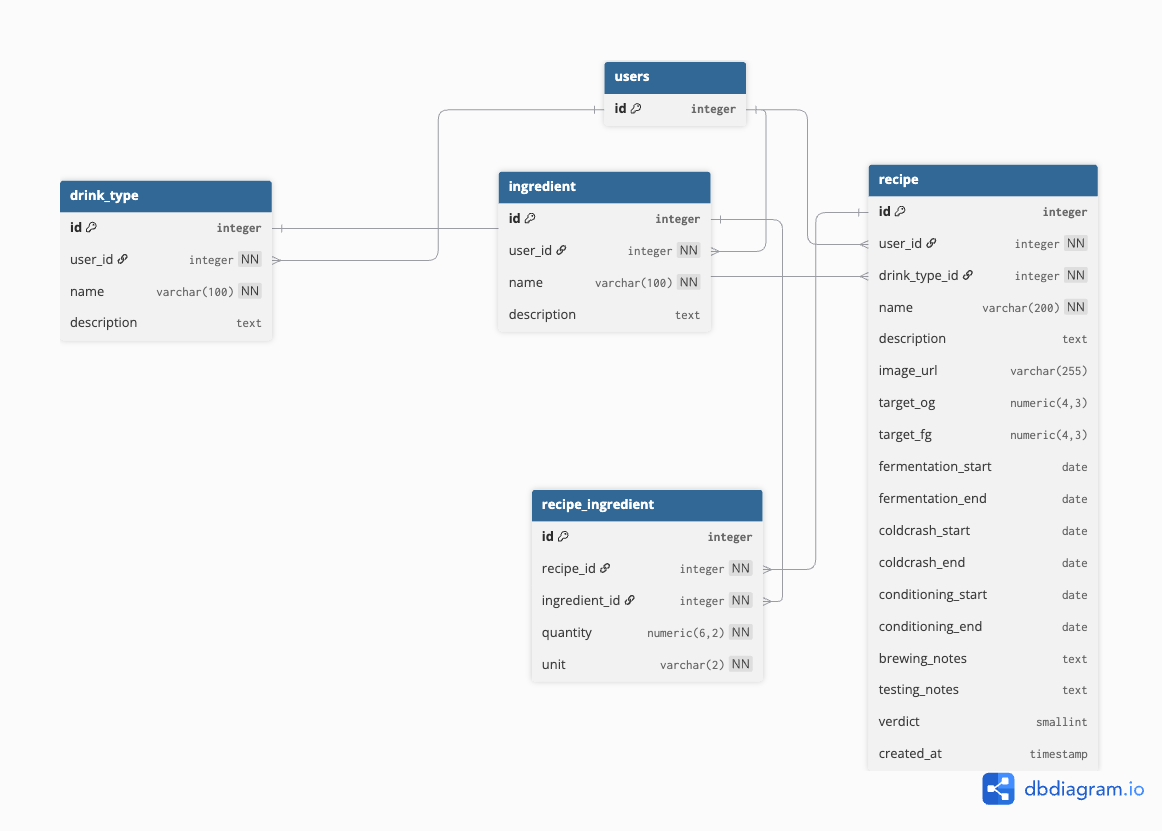 users
id integer
drink_type
id integer
user_id integer NN
name varchar(100) NN
description text
ingredient
id integer
user_id integer NN
name varchar(100) NN
description text
recipe
id integer
user_id integer NN
drink_type_id integer NN
name varchar(200) NN
description text
image_url varchar(255)
target_og numeric(4,3)
target_fg numeric(4,3)
fermentation_start date
fermentation_end date
coldcrash_start date
coldcrash_end date
conditioning_start date
conditioning_end date
brewing_notes text
testing_notes text
verdict smallint
created_at timestamp
recipe_ingredient
id integer
recipe_id integer NN
ingredient_id integer NN
quantity numeric(6,2) NN
unit varchar(2) NN
dbdiagram.io